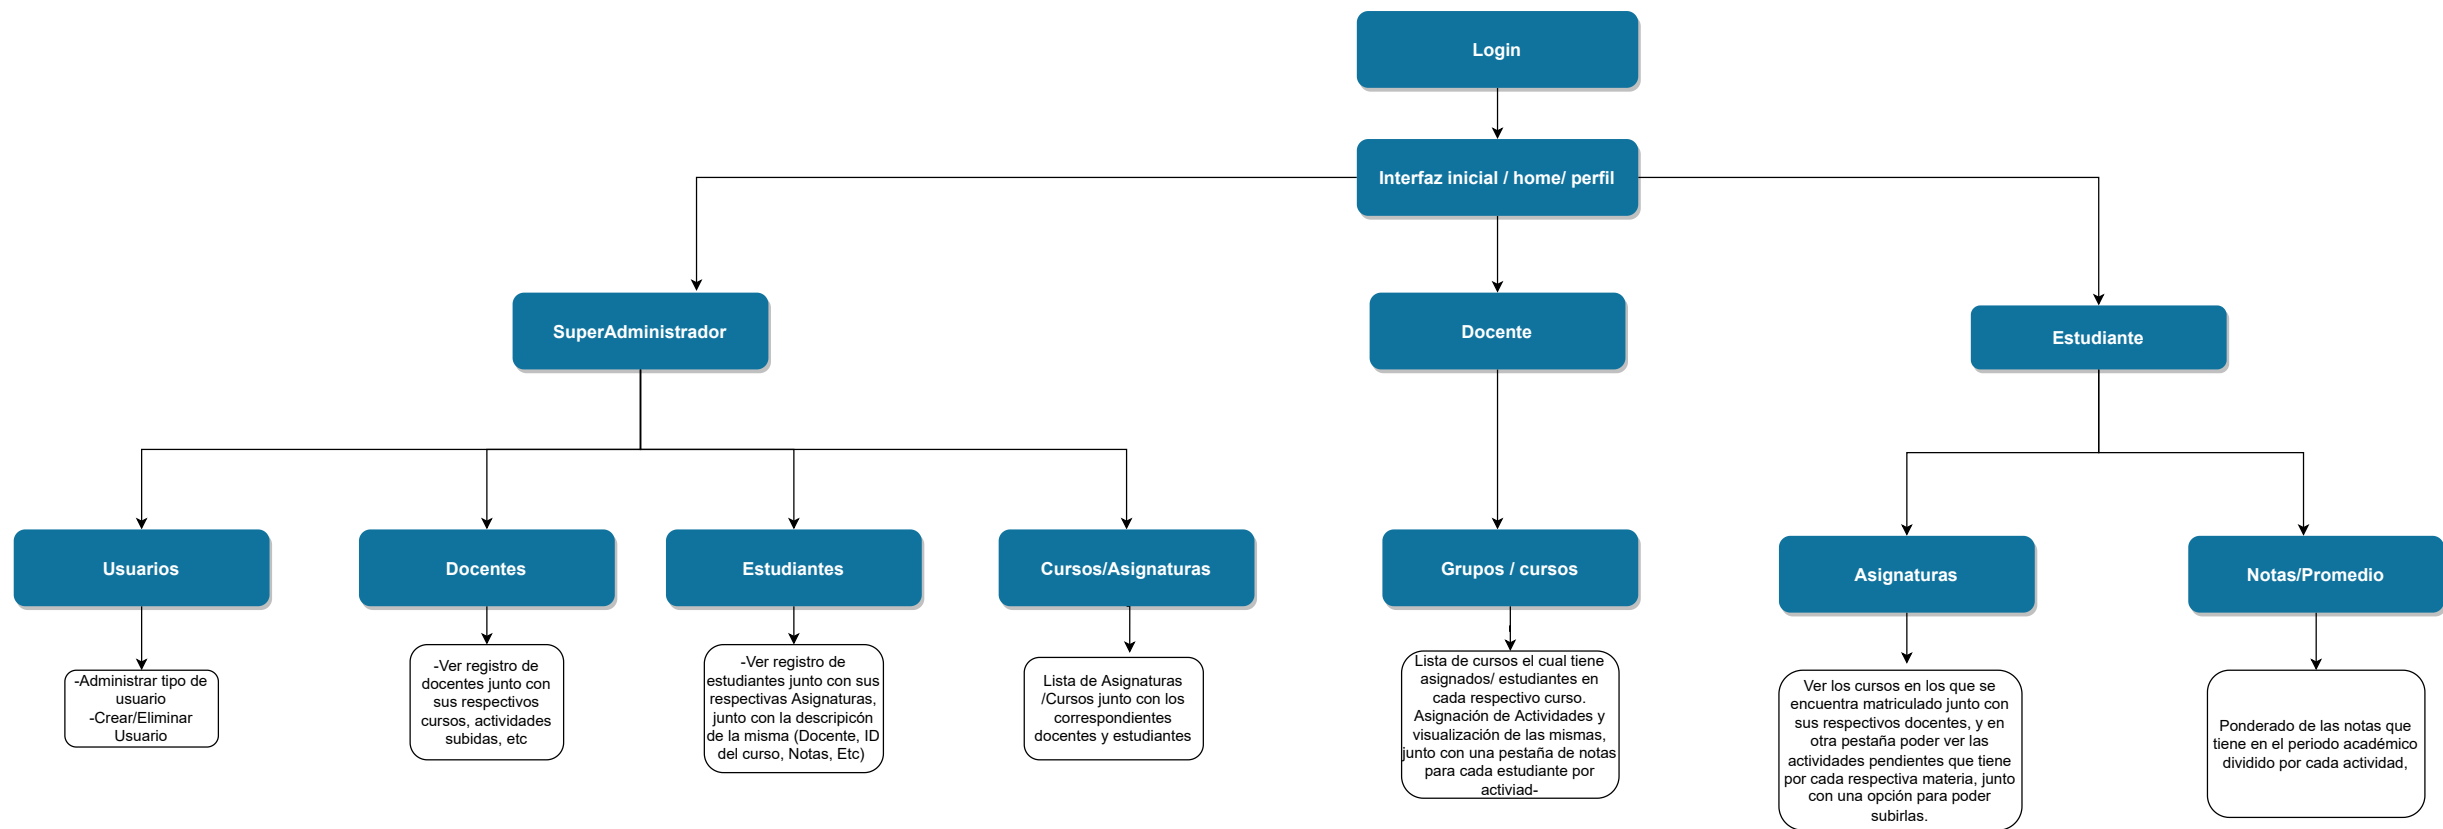 Login
Interfaz inicial / home/ perfil
SuperAdministrador
Docente
Estudiante
Usuarios
Docentes
Estudiantes
Cursos/Asignaturas
Grupos / cursos
Asignaturas
Notas/Promedio
-Administrar tipo de
usuario
-Crear/Eliminar
Usuario
-Ver registro de
docentes junto con
sus respectivos
cursos, actividades
subidas, etc
-Ver registro de
estudiantes junto con sus
respectivas Asignaturas,
junto con la descripicón
de la misma (Docente, ID
del curso, Notas, Etc)
Lista de Asignaturas
/Cursos junto con los
correspondientes
docentes y estudiantes
Lista de cursos el cual tiene
asignados/ estudiantes en
cada respectivo curso.
Asignación de Actividades y
visualización de las mismas,
junto con una pestaña de notas
para cada estudiante por
activiad-
Ver los cursos en los que se
encuentra matriculado junto con
sus respectivos docentes, y en
otra pestaña poder ver las
actividades pendientes que tiene
por cada respectiva materia, junto
con una opción para poder
subirlas.
Ponderado de las notas que
tiene en el periodo académico
dividido por cada actividad,